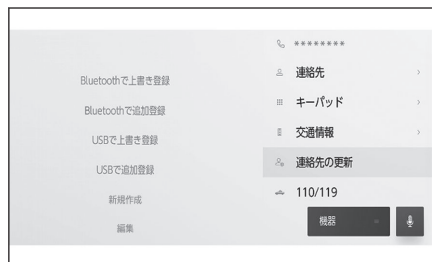 Bluetoothで上書き登録
Bluetoothで追加登録
USBで上書き登録
USBで追加登録
新規作成
編集
********
連絡先
キーパッド
交通情報
連絡先の更新
110/119
機器